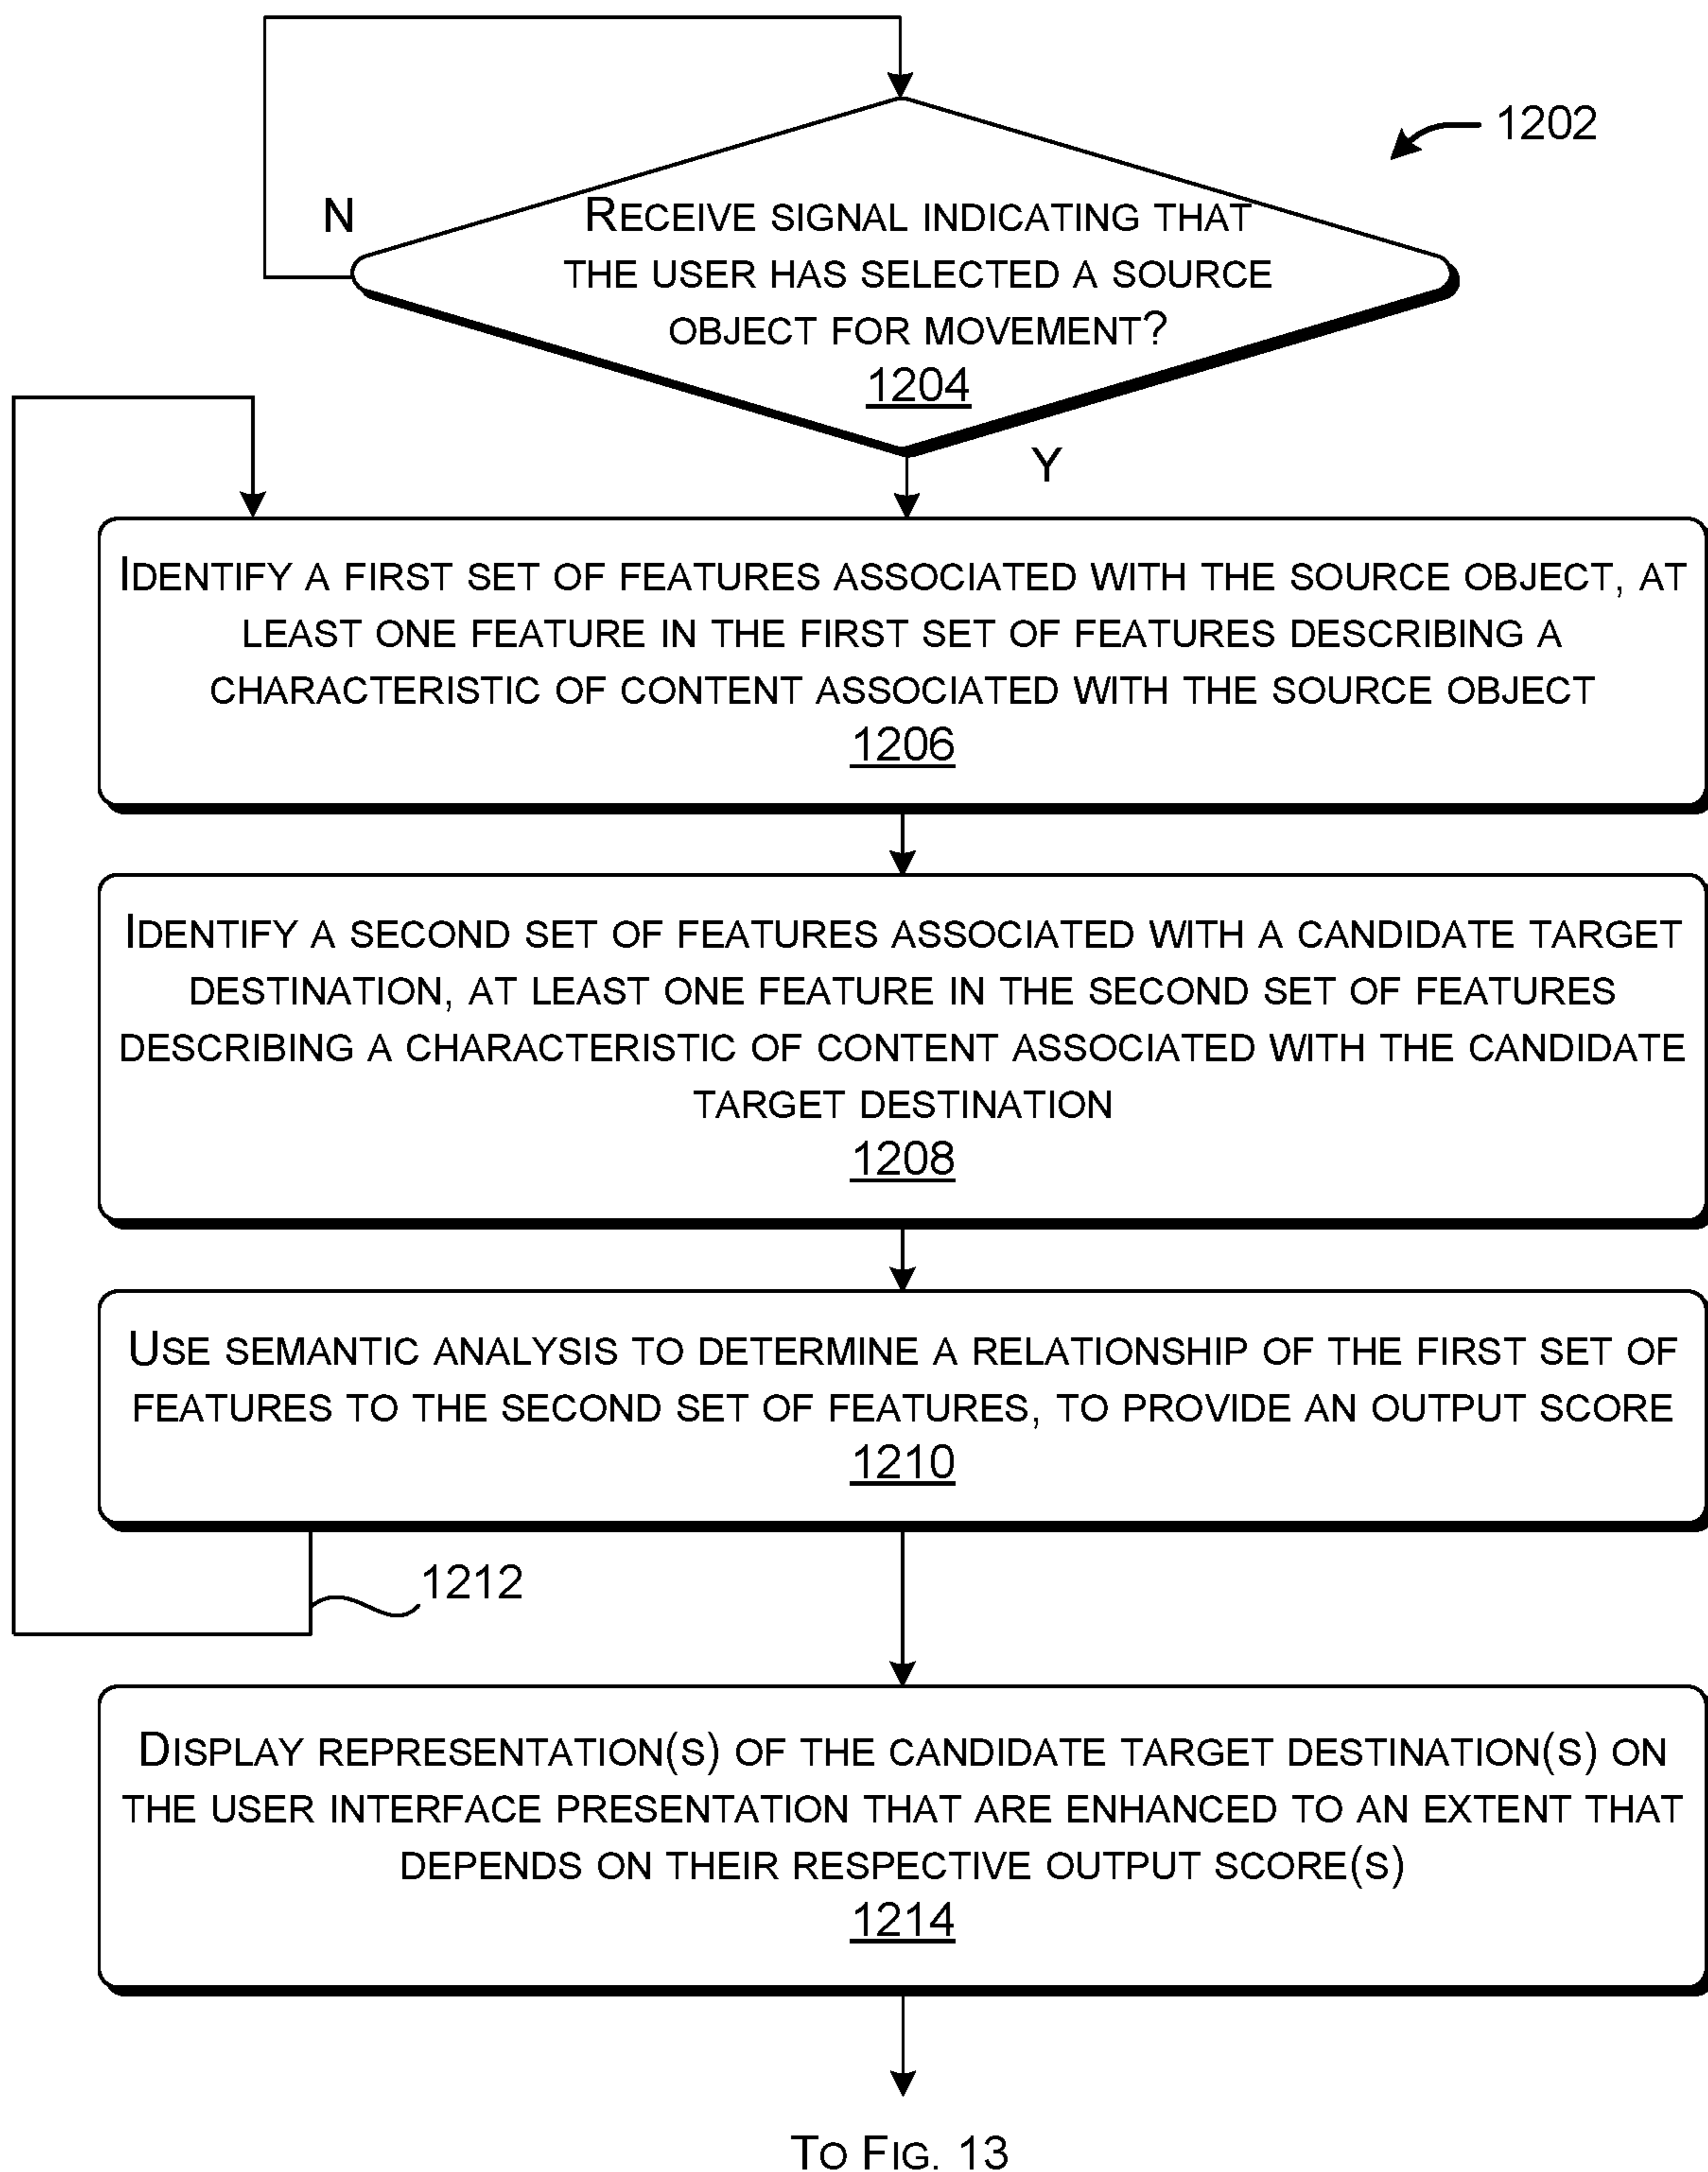 1202
N
RECEIVE SIGNAL INDICATING THAT
THE USER HAS SELECTED A SOURCE
OBJECT FOR MOVEMENT?
1204
Y
IDENTIFY A FIRST SET OF FEATURES ASSOCIATED WITH THE SOURCE OBJECT, AT
LEAST ONE FEATURE IN THE FIRST SET OF FEATURES DESCRIBING A
CHARACTERISTIC OF CONTENT ASSOCIATED WITH THE SOURCE OBJECT
1206
IDENTIFY A SECOND SET OF FEATURES ASSOCIATED WITH A CANDIDATE TARGET
DESTINATION, AT LEAST ONE FEATURE IN THE SECOND SET OF FEATURES
DESCRIBING A CHARACTERISTIC OF CONTENT ASSOCIATED WITH THE CANDIDATE
TARGET DESTINATION
1208
USE SEMANTIC ANALYSIS TO DETERMINE A RELATIONSHIP OF THE FIRST SET OF
FEATURES TO THE SECOND SET OF FEATURES, TO PROVIDE AN OUTPUT SCORE
1210
1212
DISPLAY REPRESENTATION(S) OF THE CANDIDATE TARGET DESTINATION(S) ON
THE USER INTERFACE PRESENTATION THAT ARE ENHANCED TO AN EXTENT THAT
DEPENDS ON THEIR RESPECTIVE OUTPUT SCORE(S)
1214
TO FIG. 13